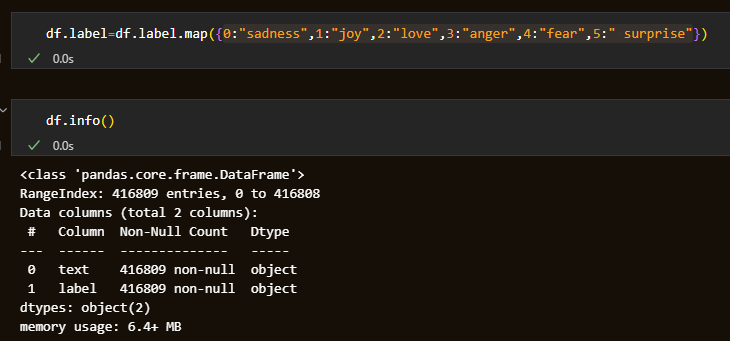 df.label=df.label.map({0:"sadness",1:"joy",2:"love",3:"anger",4:"fear",5:" surprise"})
0.0s
df.info()
0.0s
<class 'pandas.core.frame.DataFrame'>
RangeIndex: 416809 entries, 0 to 416808
Data columns (total 2 columns):
 #   Column  Non-Null Count   Dtype
---  ------  --------------   -----
 0   text    416809 non-null  object
 1   label   416809 non-null  object
dtypes: object(2)
memory usage: 6.4+ MB